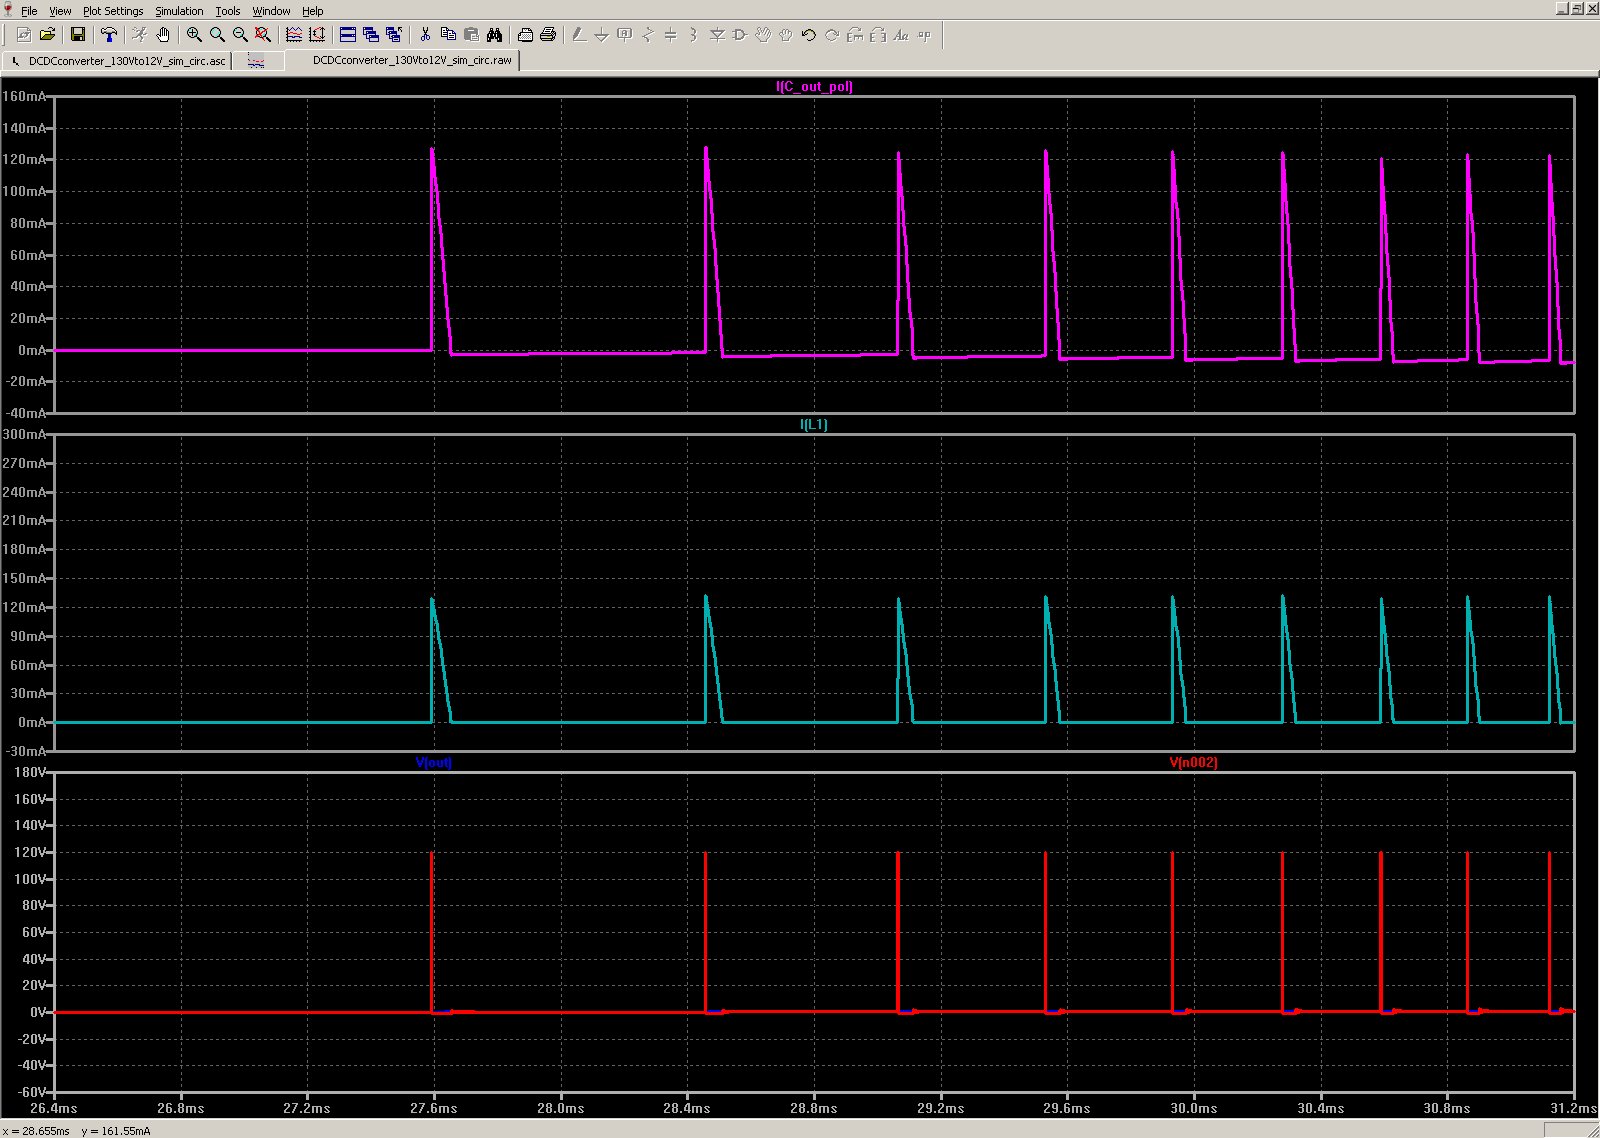 File View Plot Settings Simulation Tools Window Help
DCDCconverter_130Vto12V_sim_circ.asc DCDCconverter_130Vto12V_sim_circ.raw
I(C_out_pol)
160mA
140mA
120mA
100mA
80mA
60mA
40mA
20mA
0mA
-20mA
-40mA
I(L1)
300mA
270mA
240mA
210mA
180mA
150mA
120mA
90mA
60mA
30mA
0mA
-30mA
V(out) V(n002)
180V
160V
140V
120V
100V
80V
60V
40V
20V
0V
-20V
-40V
-60V
26.4ms 26.8ms 27.2ms 27.6ms 28.0ms 28.4ms 28.8ms 29.2ms 29.6ms 30.0ms 30.4ms 30.8ms 31.2ms
x = 28.655ms y = 161.55mA